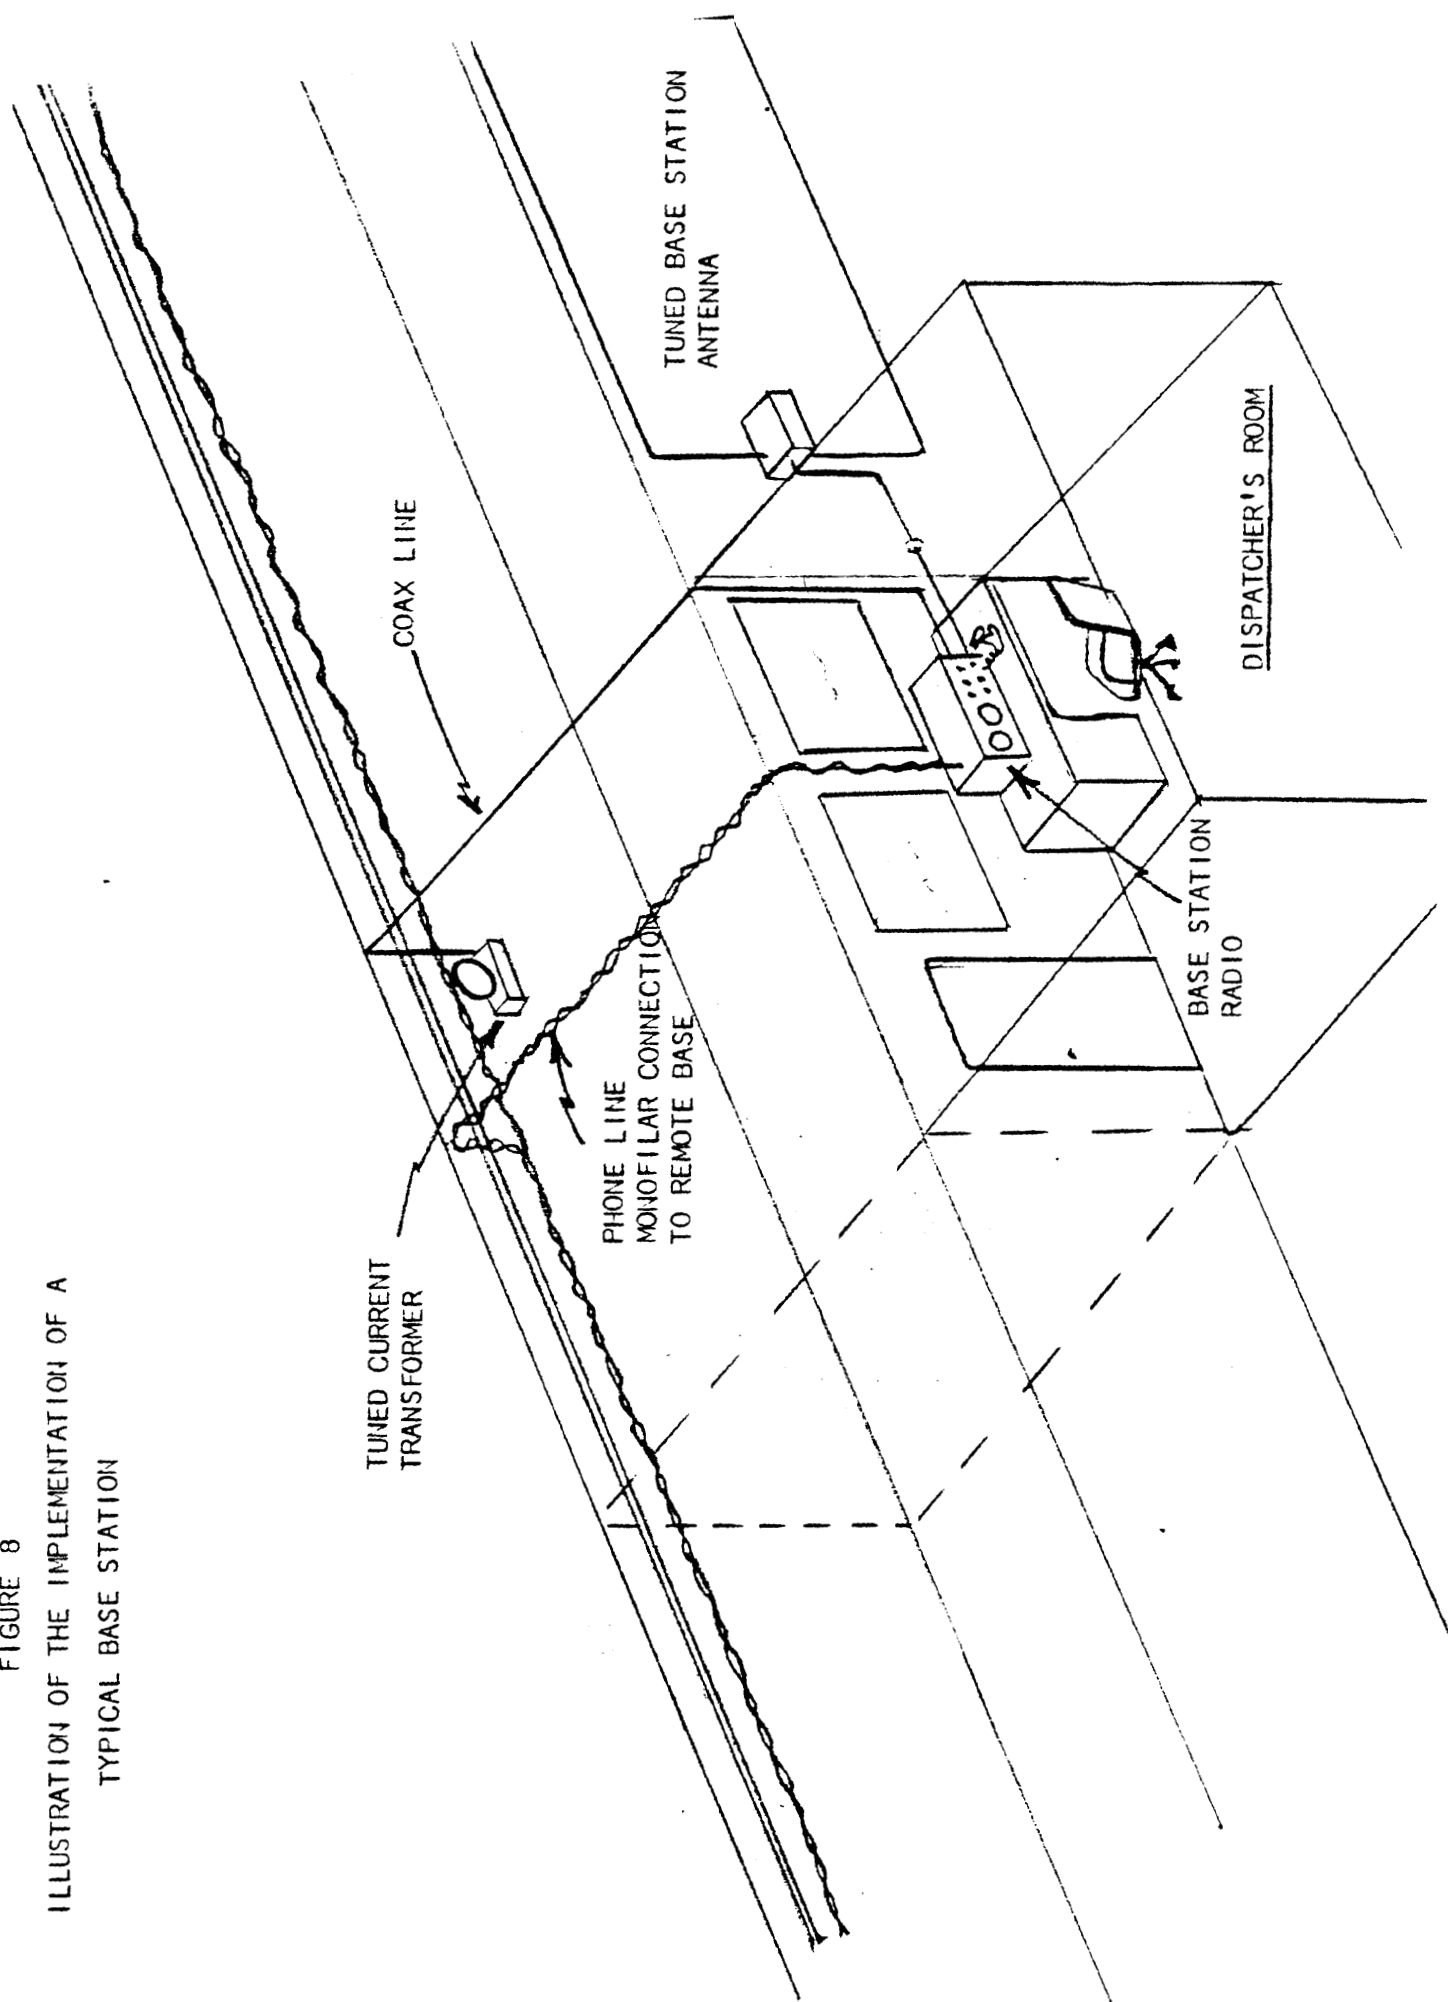 FIGURE 8
ILLUSTRATION OF THE IMPLEMENTATION OF A
TYPICAL BASE STATION
TUNED CURRENT
TRANSFORMER
COAX LINE
PHONE LINE
MONOFILAR CONNECTION
TO REMOTE BASE
TUNED BASE STATION
ANTENNA
BASE STATION
RADIO
DISPATCHER'S ROOM